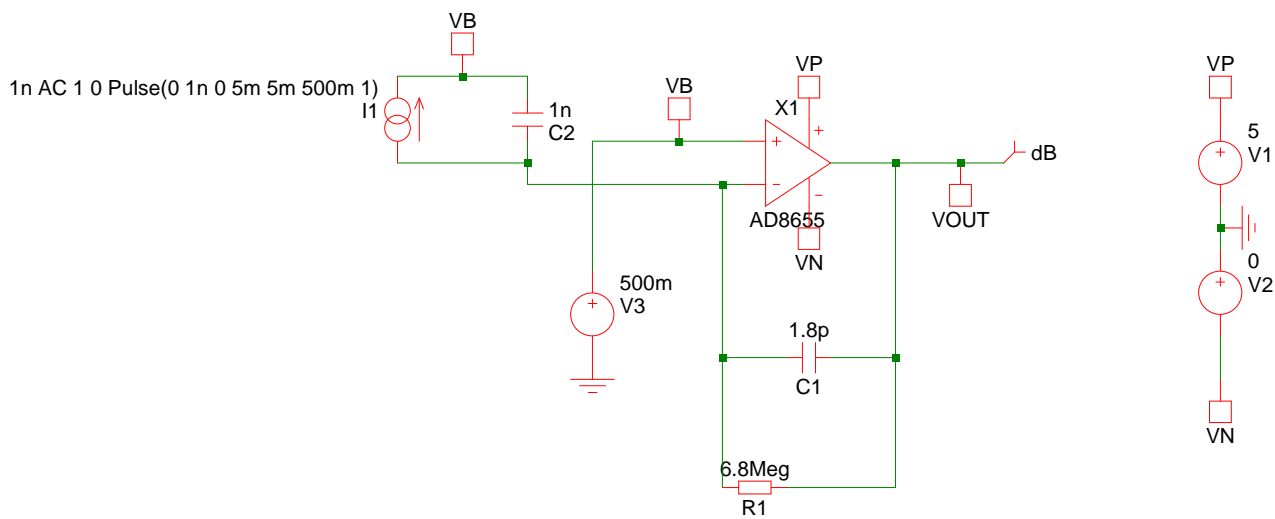 VB
1n AC 1 0 Pulse(0 1n 0 5m 5m 500m 1)
I1
1n
C2
VB
VP
X1
+
+
-
-
AD8655
VN
dB
VOUT
500m
+
V3
1.8p
C1
6.8Meg
R1
VP
5
+
V1
0
+
V2
VN